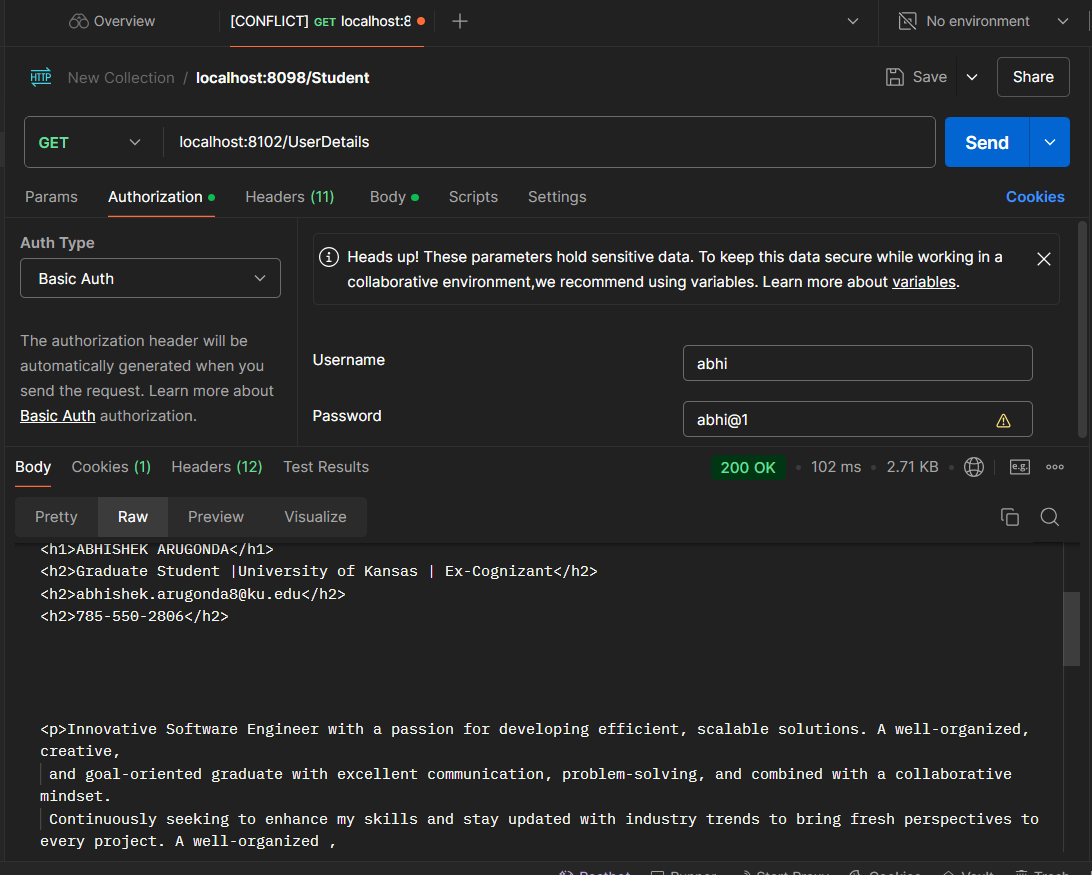 Overview
[CONFLICT] GET localhost:8
No environment
HTTP New Collection / localhost:8098/Student
Save
Share
GET
localhost:8102/UserDetails
Send
Params
Authorization
Headers (11)
Body
Scripts
Settings
Cookies
Auth Type
Basic Auth
The authorization header will be
automatically generated when you
send the request. Learn more about
Basic Auth authorization.
Heads up! These parameters hold sensitive data. To keep this data secure while working in a
collaborative environment,we recommend using variables. Learn more about variables.
Username
abhi
Password
abhi@1
Body
Cookies (1)
Headers (12)
Test Results
200 OK
102 ms
2.71 KB
e.g.
Pretty
Raw
Preview
Visualize
<h1>ABHISHEK ARUGONDA</h1>
<h2>Graduate Student |University of Kansas | Ex-Cognizant</h2>
<h2>abhishek.arugonda8@ku.edu</h2>
<h2>785-550-2806</h2>
<p>Innovative Software Engineer with a passion for developing efficient, scalable solutions. A well-organized,
creative,
and goal-oriented graduate with excellent communication, problem-solving, and combined with a collaborative
mindset.
Continuously seeking to enhance my skills and stay updated with industry trends to bring fresh perspectives to
every project. A well-organized ,
Postbot
Runner
Start Proxy
Cookies
Vault
Trash